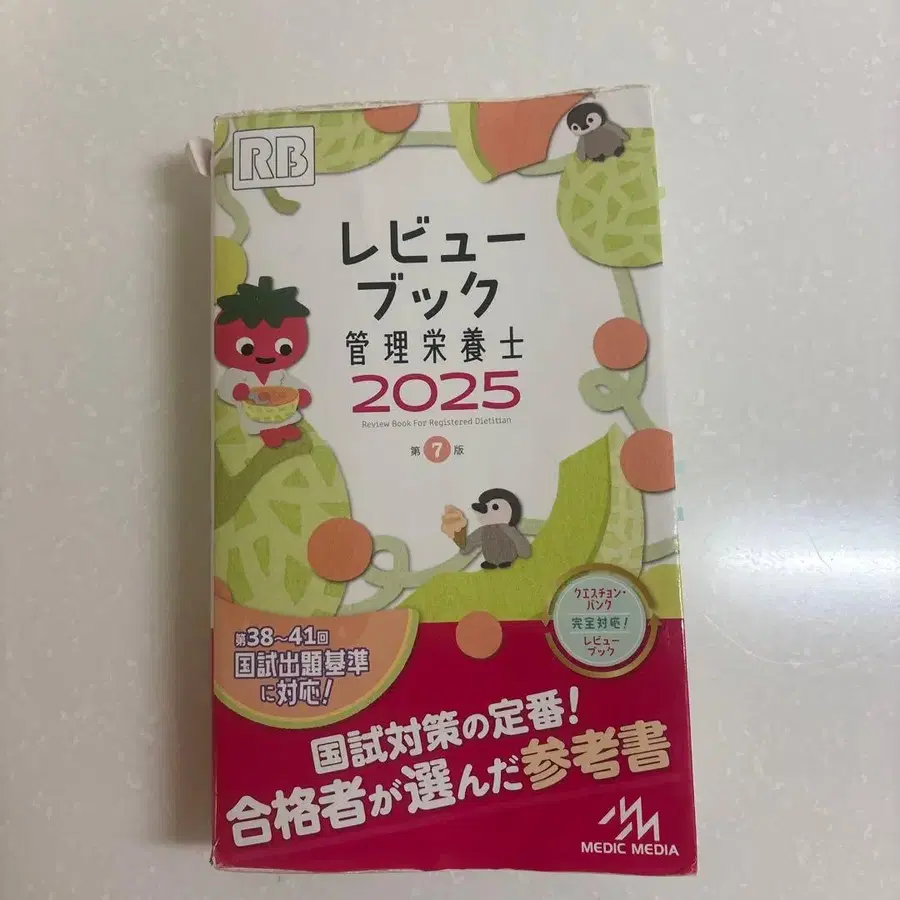 RB
レビュー
ブック
管理栄養士
2025
Review Book For Registered Dietitian
第7版
クエスチョン・
バンク
完全対応!
レビュー
ブック
第38~41回
国試出題基準
に対応!
国試対策の定番!
合格者が選んだ参考書
MEDIC MEDIA